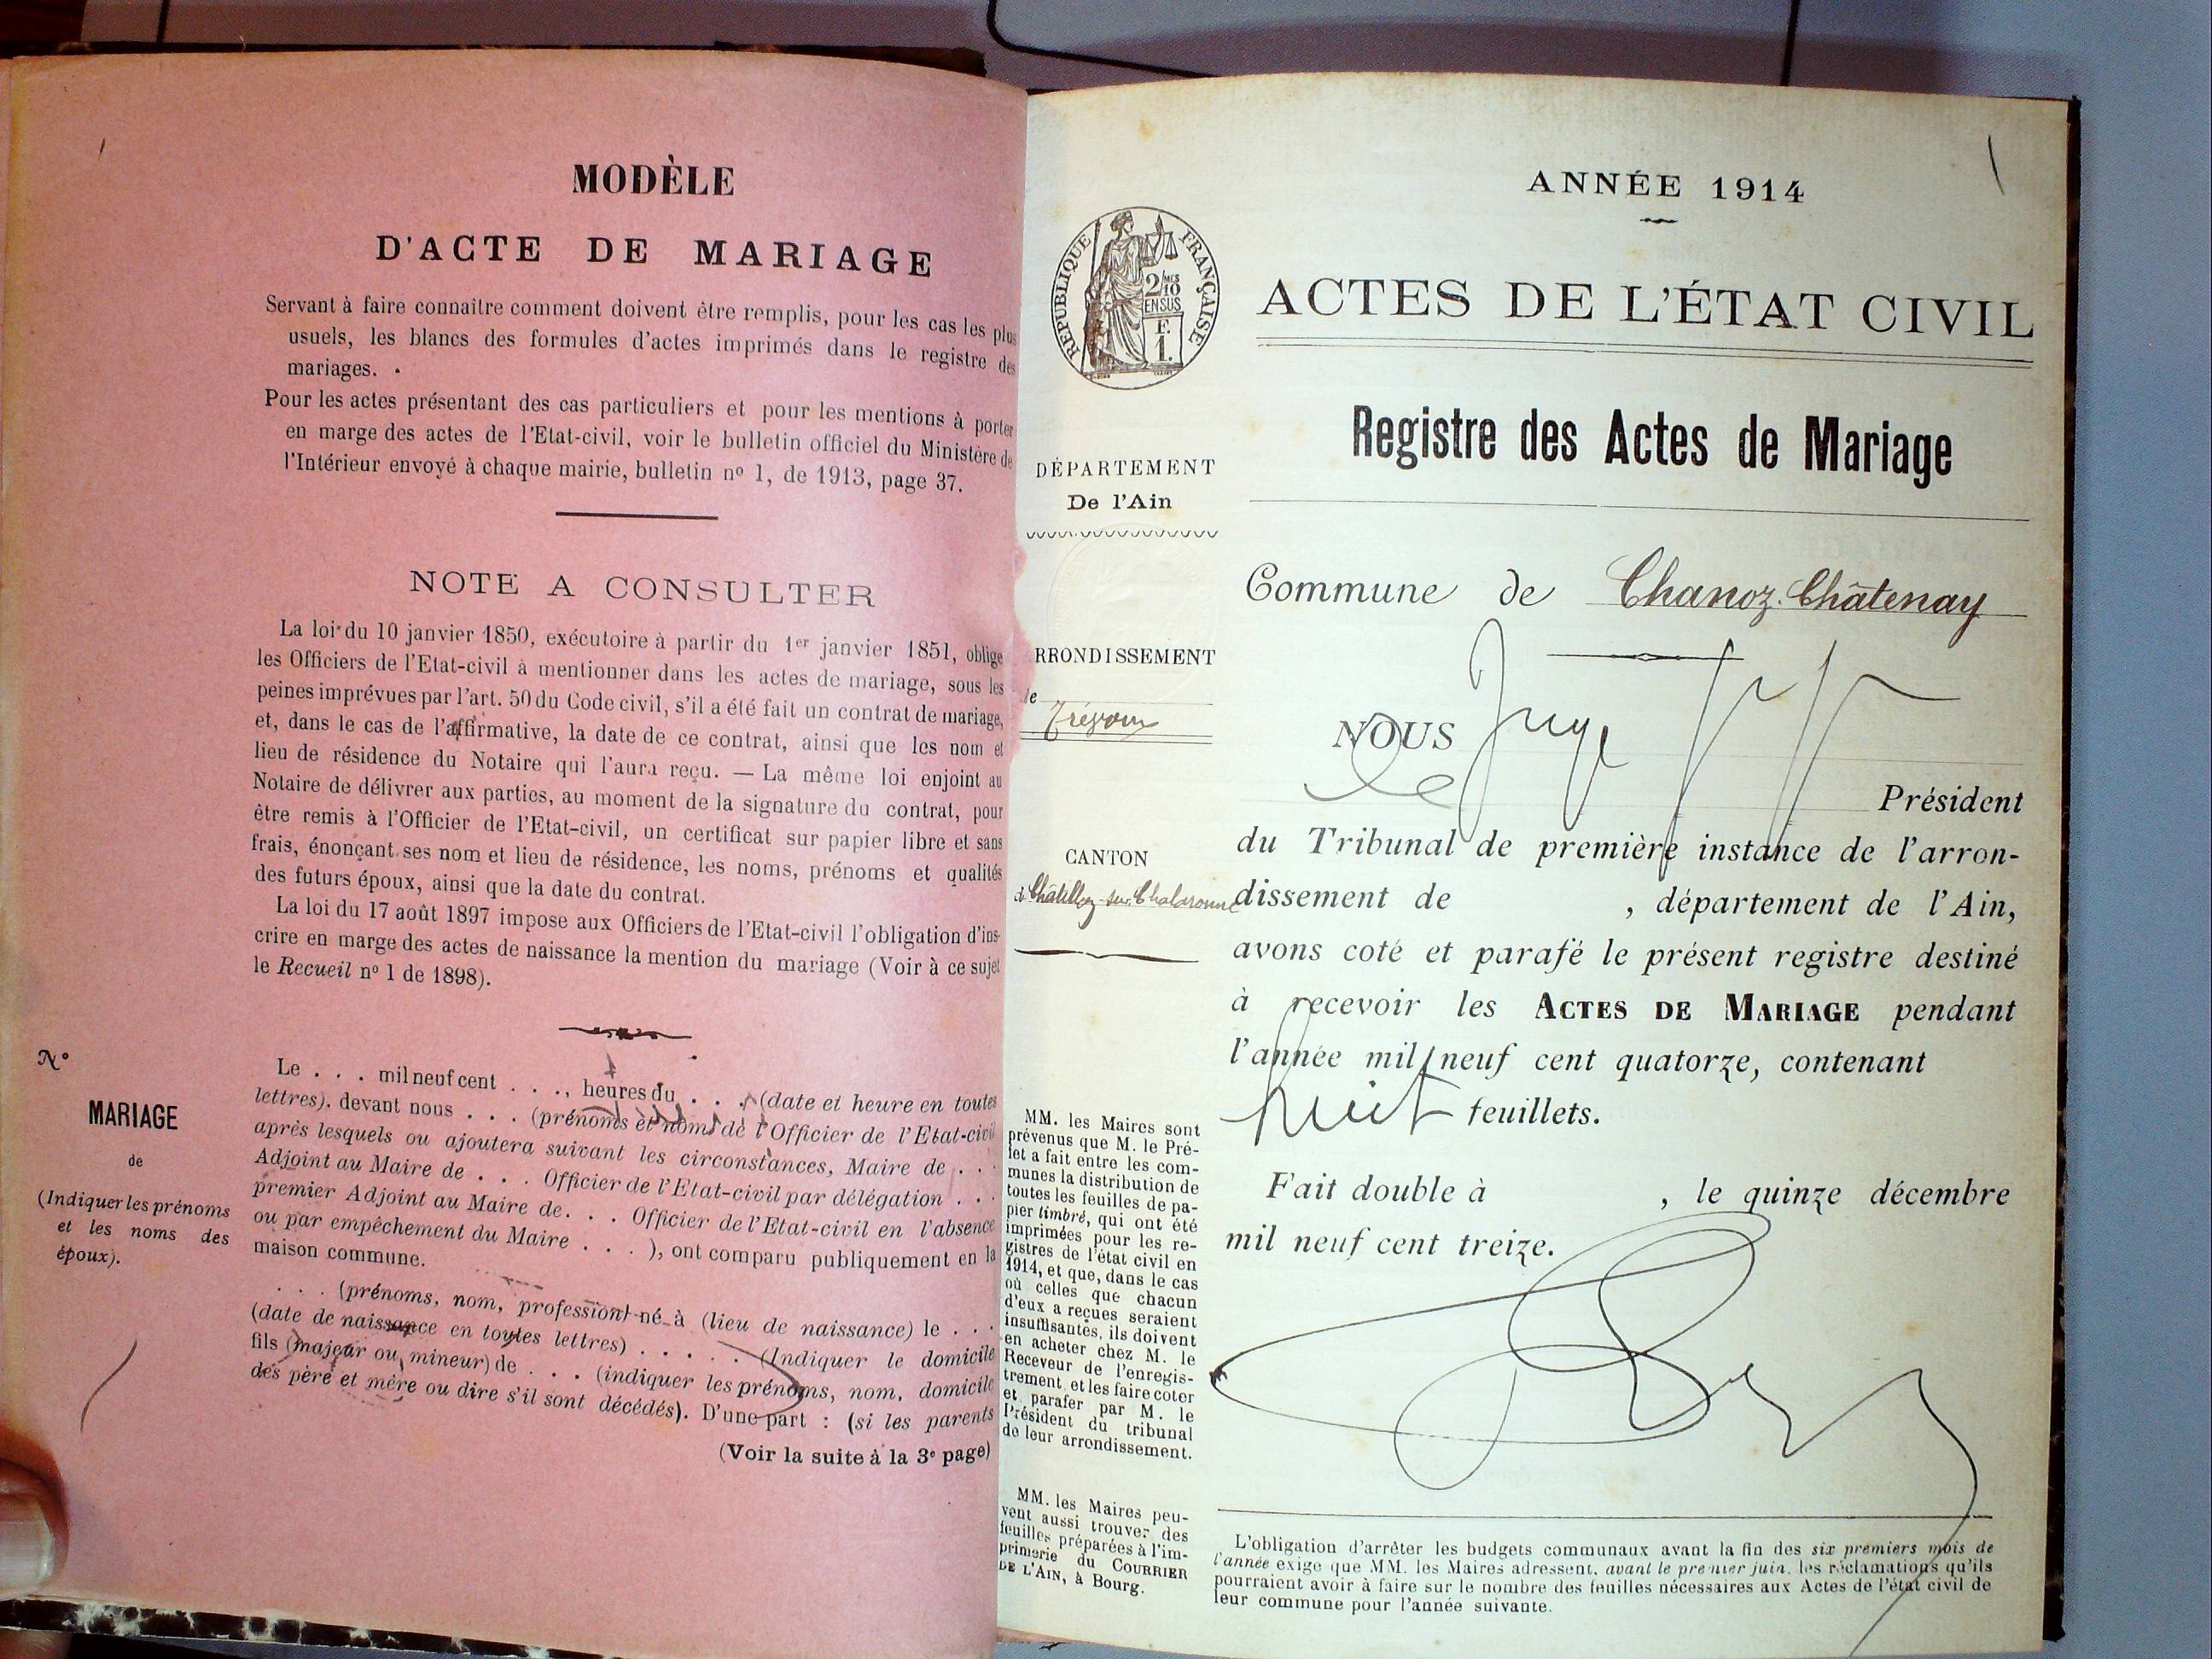 MODÈLE
D'ACTE DE MARIAGE
Servant à faire connaître comment doivent être remplis, pour les cas les plus
usuels, les blancs des formules d'actes imprimés dans le registre des
mariages.
Pour les actes présentant des cas particuliers et pour les mentions à porter
en marge des actes de l'Etat-civil, voir le bulletin officiel du Ministère de
l'Intérieur envoyé à chaque mairie, bulletin nº 1, de 1913, page 37.
NOTE A CONSULTER
La loi du 10 janvier 1850, exécutoire à partir du 1er janvier 1851, oblige
les Officiers de l'Etat-civil à mentionner dans les actes de mariage, sous les
peines imprévues par l'art. 50 du Code civil, s'il a été fait un contrat de mariage,
et, dans le cas de l'affirmative, la date de ce contrat, ainsi que les nom et
lieu de résidence du Notaire qui l'aura reçu. — La même loi enjoint au
Notaire de délivrer aux parties, au moment de la signature du contrat, pour
être remis à l'Officier de l'Etat-civil, un certificat sur papier libre et sans
frais, énonçant ses nom et lieu de résidence, les noms, prénoms et qualités
des futurs époux, ainsi que la date du contrat.
La loi du 17 août 1897 impose aux Officiers de l'Etat-civil l'obligation d'ins-
crire en marge des actes de naissance la mention du mariage (Voir à ce sujet
le Recueil nº 1 de 1898).
Nº
MARIAGE
de
(Indiquer les prénoms
et les noms des
époux).
Le . . . mil neuf cent . . ., heures du . . . (date et heure en toutes
lettres). devant nous . . . (prénoms et noms de l'Officier de l'Etat-civil
après lesquels ou ajoutera suivant les circonstances, Maire de . . .
Adjoint au Maire de . . . Officier de l'Etat-civil par délégation . . .
premier Adjoint au Maire de. . . Officier de l'Etat-civil en l'absence
ou par empêchement du Maire . . . ), ont comparu publiquement en la
maison commune.
. . . (prénoms, nom, profession) né à (lieu de naissance) le . . .
(date de naissance en toutes lettres) . . . . . (Indiquer le domicile
fils (majeur ou mineur) de . . . (indiquer les prénoms, nom, domicile
des père et mère ou dire s'il sont décédés). D'une part : (si les parents
(Voir la suite à la 3e page)
ANNÉE 1914
RÉPUBLIQUE FRANÇAISE
2/10 MES
EN SUS
F.
1.
ACTES DE L'ÉTAT CIVIL
Registre des Actes de Mariage
DÉPARTEMENT
De l'Ain
RRONDISSEMENT
de
Trévoux
CANTON
de Châtillon-sur-Chalaronne
MM. les Maires sont
prévenus que M. le Pré-
fet a fait entre les com-
munes la distribution de
toutes les feuilles de pa-
pier timbré, qui ont été
imprimées pour les re-
gistres de l'état civil en
1914, et que, dans le cas
où celles que chacun
d'eux a reçues seraient
insuffisantes, ils doivent
en acheter chez M. le
Receveur de l'enregis-
trement et les faire coter
et parafer par M. le
Président du tribunal
de leur arrondissement.
MM. les Maires peu-
vent aussi trouver des
feuilles préparées à l'im-
primerie du COURRIER
DE L'AIN, à Bourg.
Commune de Chanoz-Châtenay
NOUS Juge
le Président
du Tribunal de première instance de l'arron-
dissement de , département de l'Ain,
avons coté et parafé le présent registre destiné
à recevoir les ACTES DE MARIAGE pendant
l'année mil neuf cent quatorze, contenant
huit feuillets.
Fait double à , le quinze décembre
mil neuf cent treize.
L'obligation d'arrêter les budgets communaux avant la fin des six premiers mois de
l'année exige que MM. les Maires adressent, avant le premier juin, les réclamations qu'ils
pourraient avoir à faire sur le nombre des feuilles nécessaires aux Actes de l'état civil de
leur commune pour l'année suivante.